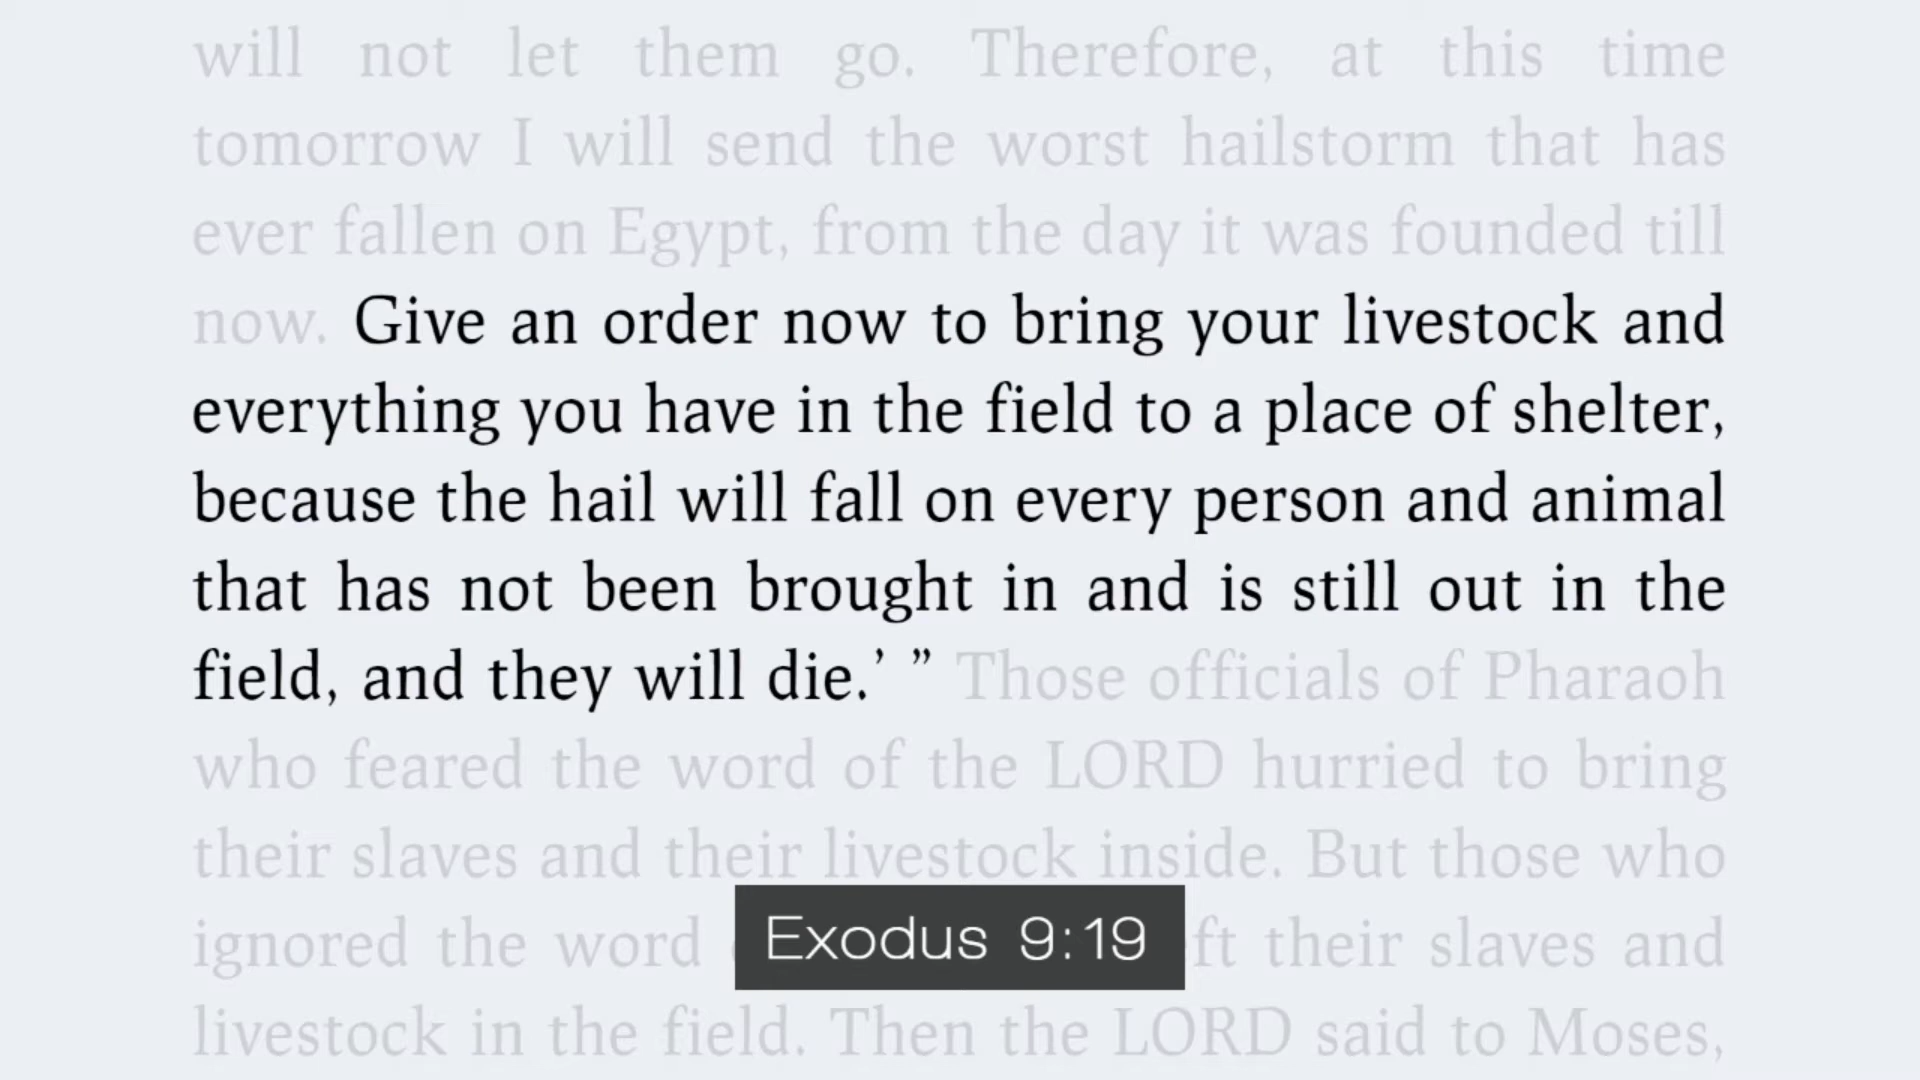 will not let them go. Therefore, at this time
tomorrow I will send the worst hailstorm that has
ever fallen on Egypt, from the day it was founded till
now. Give an order now to bring your livestock and
everything you have in the field to a place of shelter,
because the hail will fall on every person and animal
that has not been brought in and is still out in the
field, and they will die.’ ” Those officials of Pharaoh
who feared the word of the LORD hurried to bring
their slaves and their livestock inside. But those who
ignored the word their slaves and
Exodus 9:19
livestock in the field. Then the LORD said to Moses,